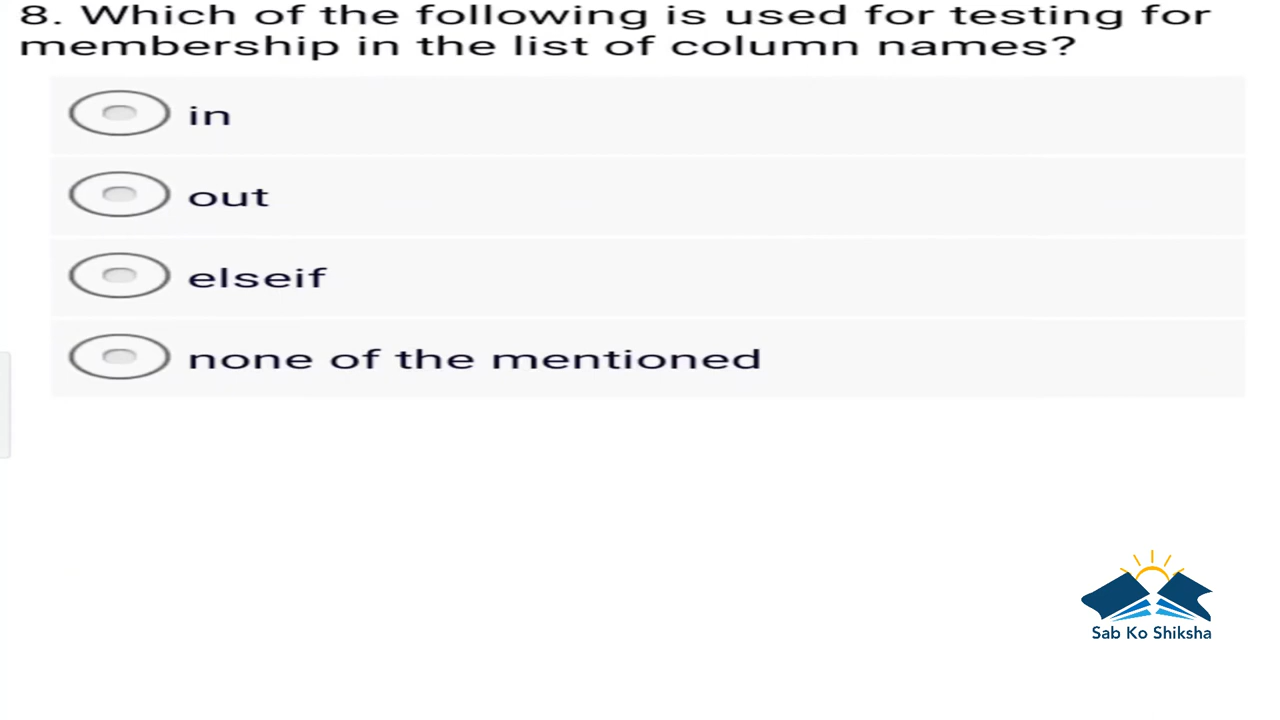 8. Which of the following is used for testing for
membership in the list of column names?
in
out
elseif
none of the mentioned
Sab Ko Shiksha